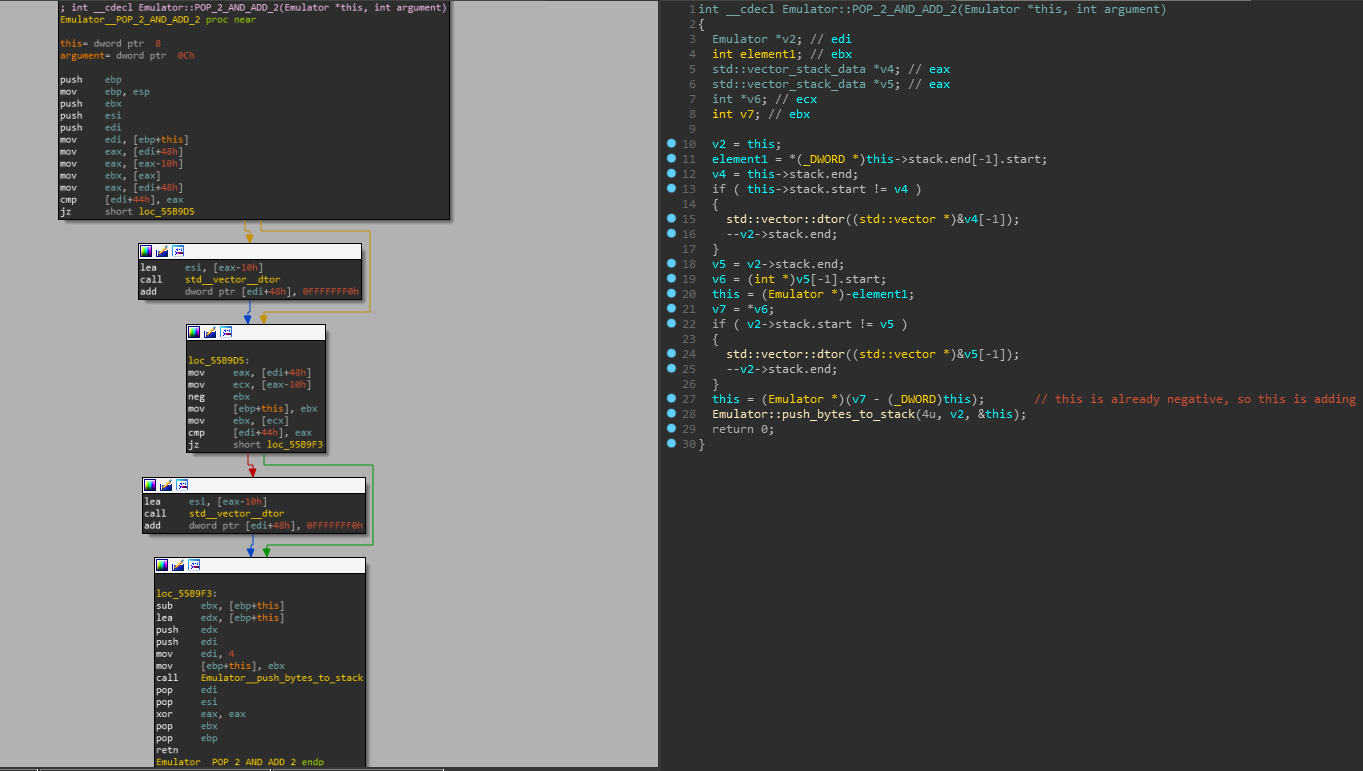 ; int __cdecl Emulator::POP_2_AND_ADD_2(Emulator *this, int argument)
Emulator__POP_2_AND_ADD_2 proc near
this= dword ptr  8
argument= dword ptr  0Ch
push ebp
mov ebp, esp
push ebx
push esi
push edi
mov edi, [ebp+this]
mov eax, [edi+48h]
mov eax, [eax-10h]
mov ebx, [eax]
mov eax, [edi+48h]
cmp [edi+44h], eax
jz short loc_55B9D5
lea esi, [eax-10h]
call std__vector__dtor
add dword ptr [edi+48h], 0FFFFFFF0h
loc_55B9D5:
mov eax, [edi+48h]
mov ecx, [eax-10h]
neg ebx
mov [ebp+this], ebx
mov ebx, [ecx]
cmp [edi+44h], eax
jz short loc_55B9F3
lea esi, [eax-10h]
call std__vector__dtor
add dword ptr [edi+48h], 0FFFFFFF0h
loc_55B9F3:
sub ebx, [ebp+this]
lea edx, [ebp+this]
push edx
push edi
mov edi, 4
mov [ebp+this], ebx
call Emulator__push_bytes_to_stack
pop edi
pop esi
xor eax, eax
pop ebx
pop ebp
retn
Emulator__POP_2_AND_ADD_2 endp
1 int __cdecl Emulator::POP_2_AND_ADD_2(Emulator *this, int argument)
2 {
3   Emulator *v2; // edi
4   int element1; // ebx
5   std::vector_stack_data *v4; // eax
6   std::vector_stack_data *v5; // eax
7   int *v6; // ecx
8   int v7; // ebx
9
10   v2 = this;
11   element1 = *(_DWORD *)this->stack.end[-1].start;
12   v4 = this->stack.end;
13   if ( this->stack.start != v4 )
14   {
15     std::vector::dtor((std::vector *)&v4[-1]);
16     --v2->stack.end;
17   }
18   v5 = v2->stack.end;
19   v6 = (int *)v5[-1].start;
20   this = (Emulator *)-element1;
21   v7 = *v6;
22   if ( v2->stack.start != v5 )
23   {
24     std::vector::dtor((std::vector *)&v5[-1]);
25     --v2->stack.end;
26   }
27   this = (Emulator *)(v7 - (_DWORD)this);       // this is already negative, so this is adding
28   Emulator::push_bytes_to_stack(4u, v2, &this);
29   return 0;
30 }